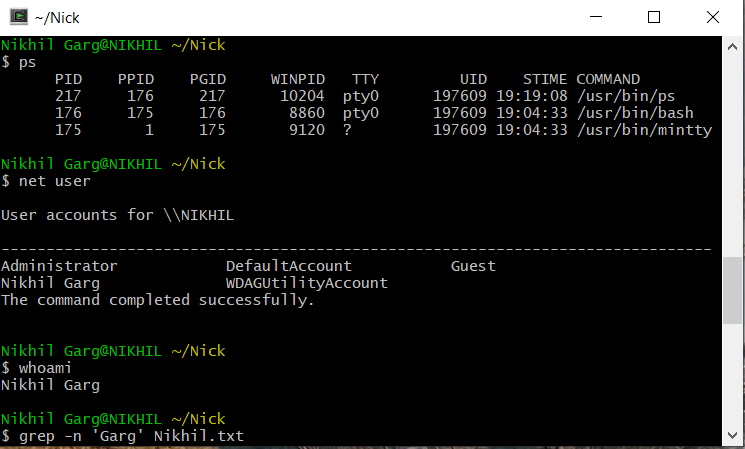 ~/Nick
Nikhil Garg@NIKHIL ~/Nick
$ ps
      PID    PPID    PGID     WINPID   TTY         UID    STIME COMMAND
      217     176     217      10204  pty0      197609 19:19:08 /usr/bin/ps
      176     175     176       8860  pty0      197609 19:04:33 /usr/bin/bash
      175       1     175       9120  ?         197609 19:04:33 /usr/bin/mintty
Nikhil Garg@NIKHIL ~/Nick
$ net user
User accounts for \\NIKHIL
-------------------------------------------------------------------------------
Administrator            DefaultAccount           Guest
Nikhil Garg              WDAGUtilityAccount
The command completed successfully.
Nikhil Garg@NIKHIL ~/Nick
$ whoami
Nikhil Garg
Nikhil Garg@NIKHIL ~/Nick
$ grep -n 'Garg' Nikhil.txt